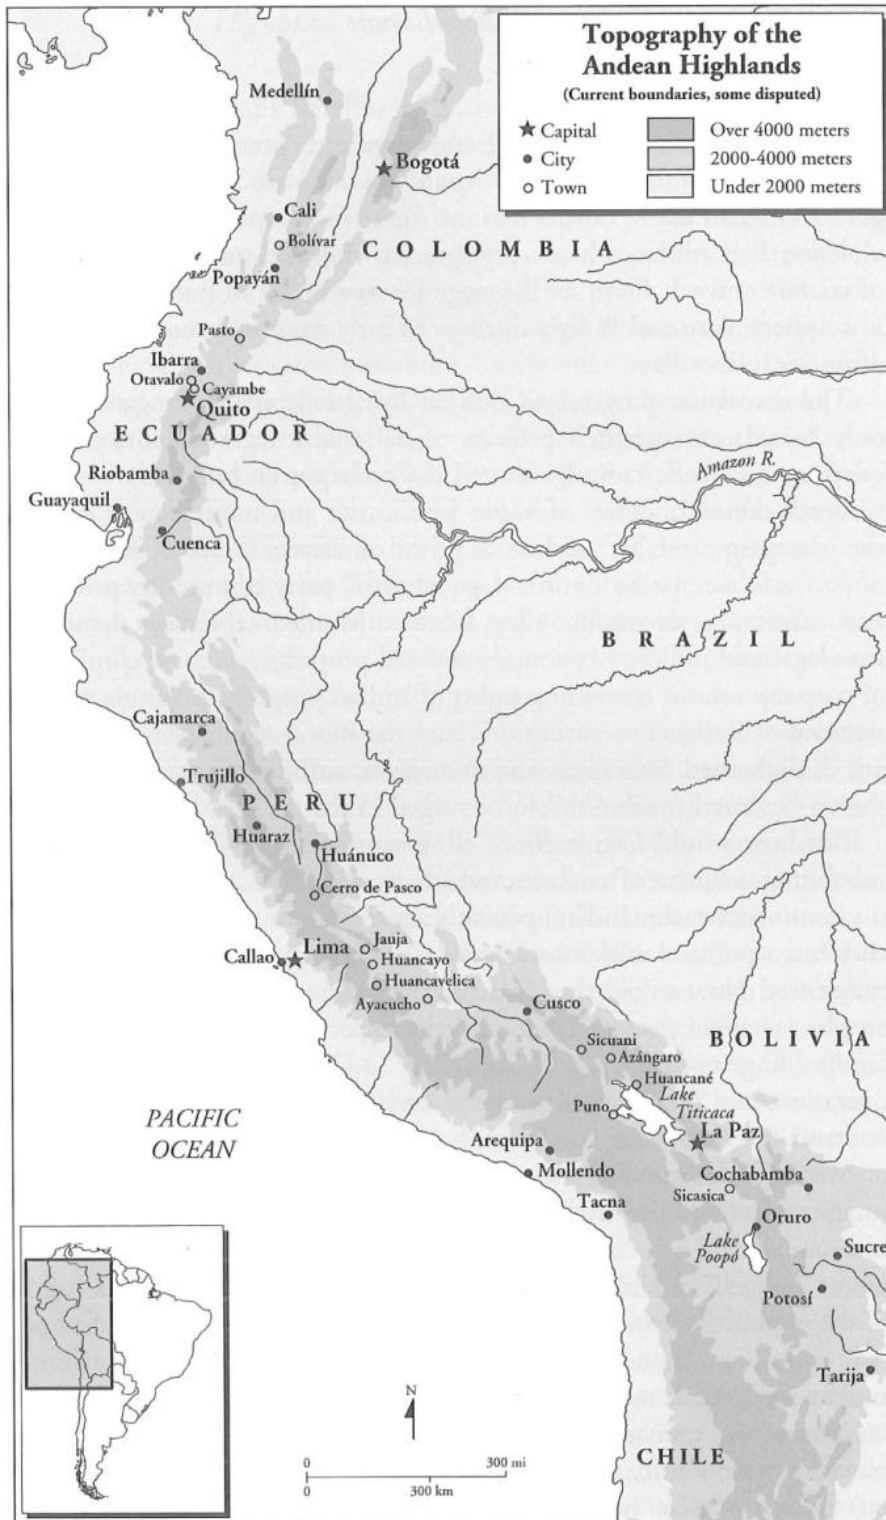 Topography of the
Andean Highlands
(Current boundaries, some disputed)
Capital
City
Town
Over 4000 meters
2000-4000 meters
Under 2000 meters
Medellín
Bogotá
Cali
Bolívar
COLOMBIA
Popayán
Pasto
Ibarra
Otavalo
Cayambe
Quito
ECUADOR
Riobamba
Amazon R.
Guayaquil
Cuenca
BRAZIL
Cajamarca
Trujillo
PERU
Huaraz
Huánuco
Cerro de Pasco
Jauja
Lima
Callao
Huancayo
Huancavelica
Ayacucho
Cusco
Sicuani
BOLIVIA
Azángaro
Huancané
Lake
Titicaca
Puno
PACIFIC
OCEAN
La Paz
Arequipa
Mollendo
Cochabamba
Sicasica
Tacna
Oruro
Lake
Poopó
Sucre
Potosí
Tarija
N
CHILE
0 300 mi
0 300 km